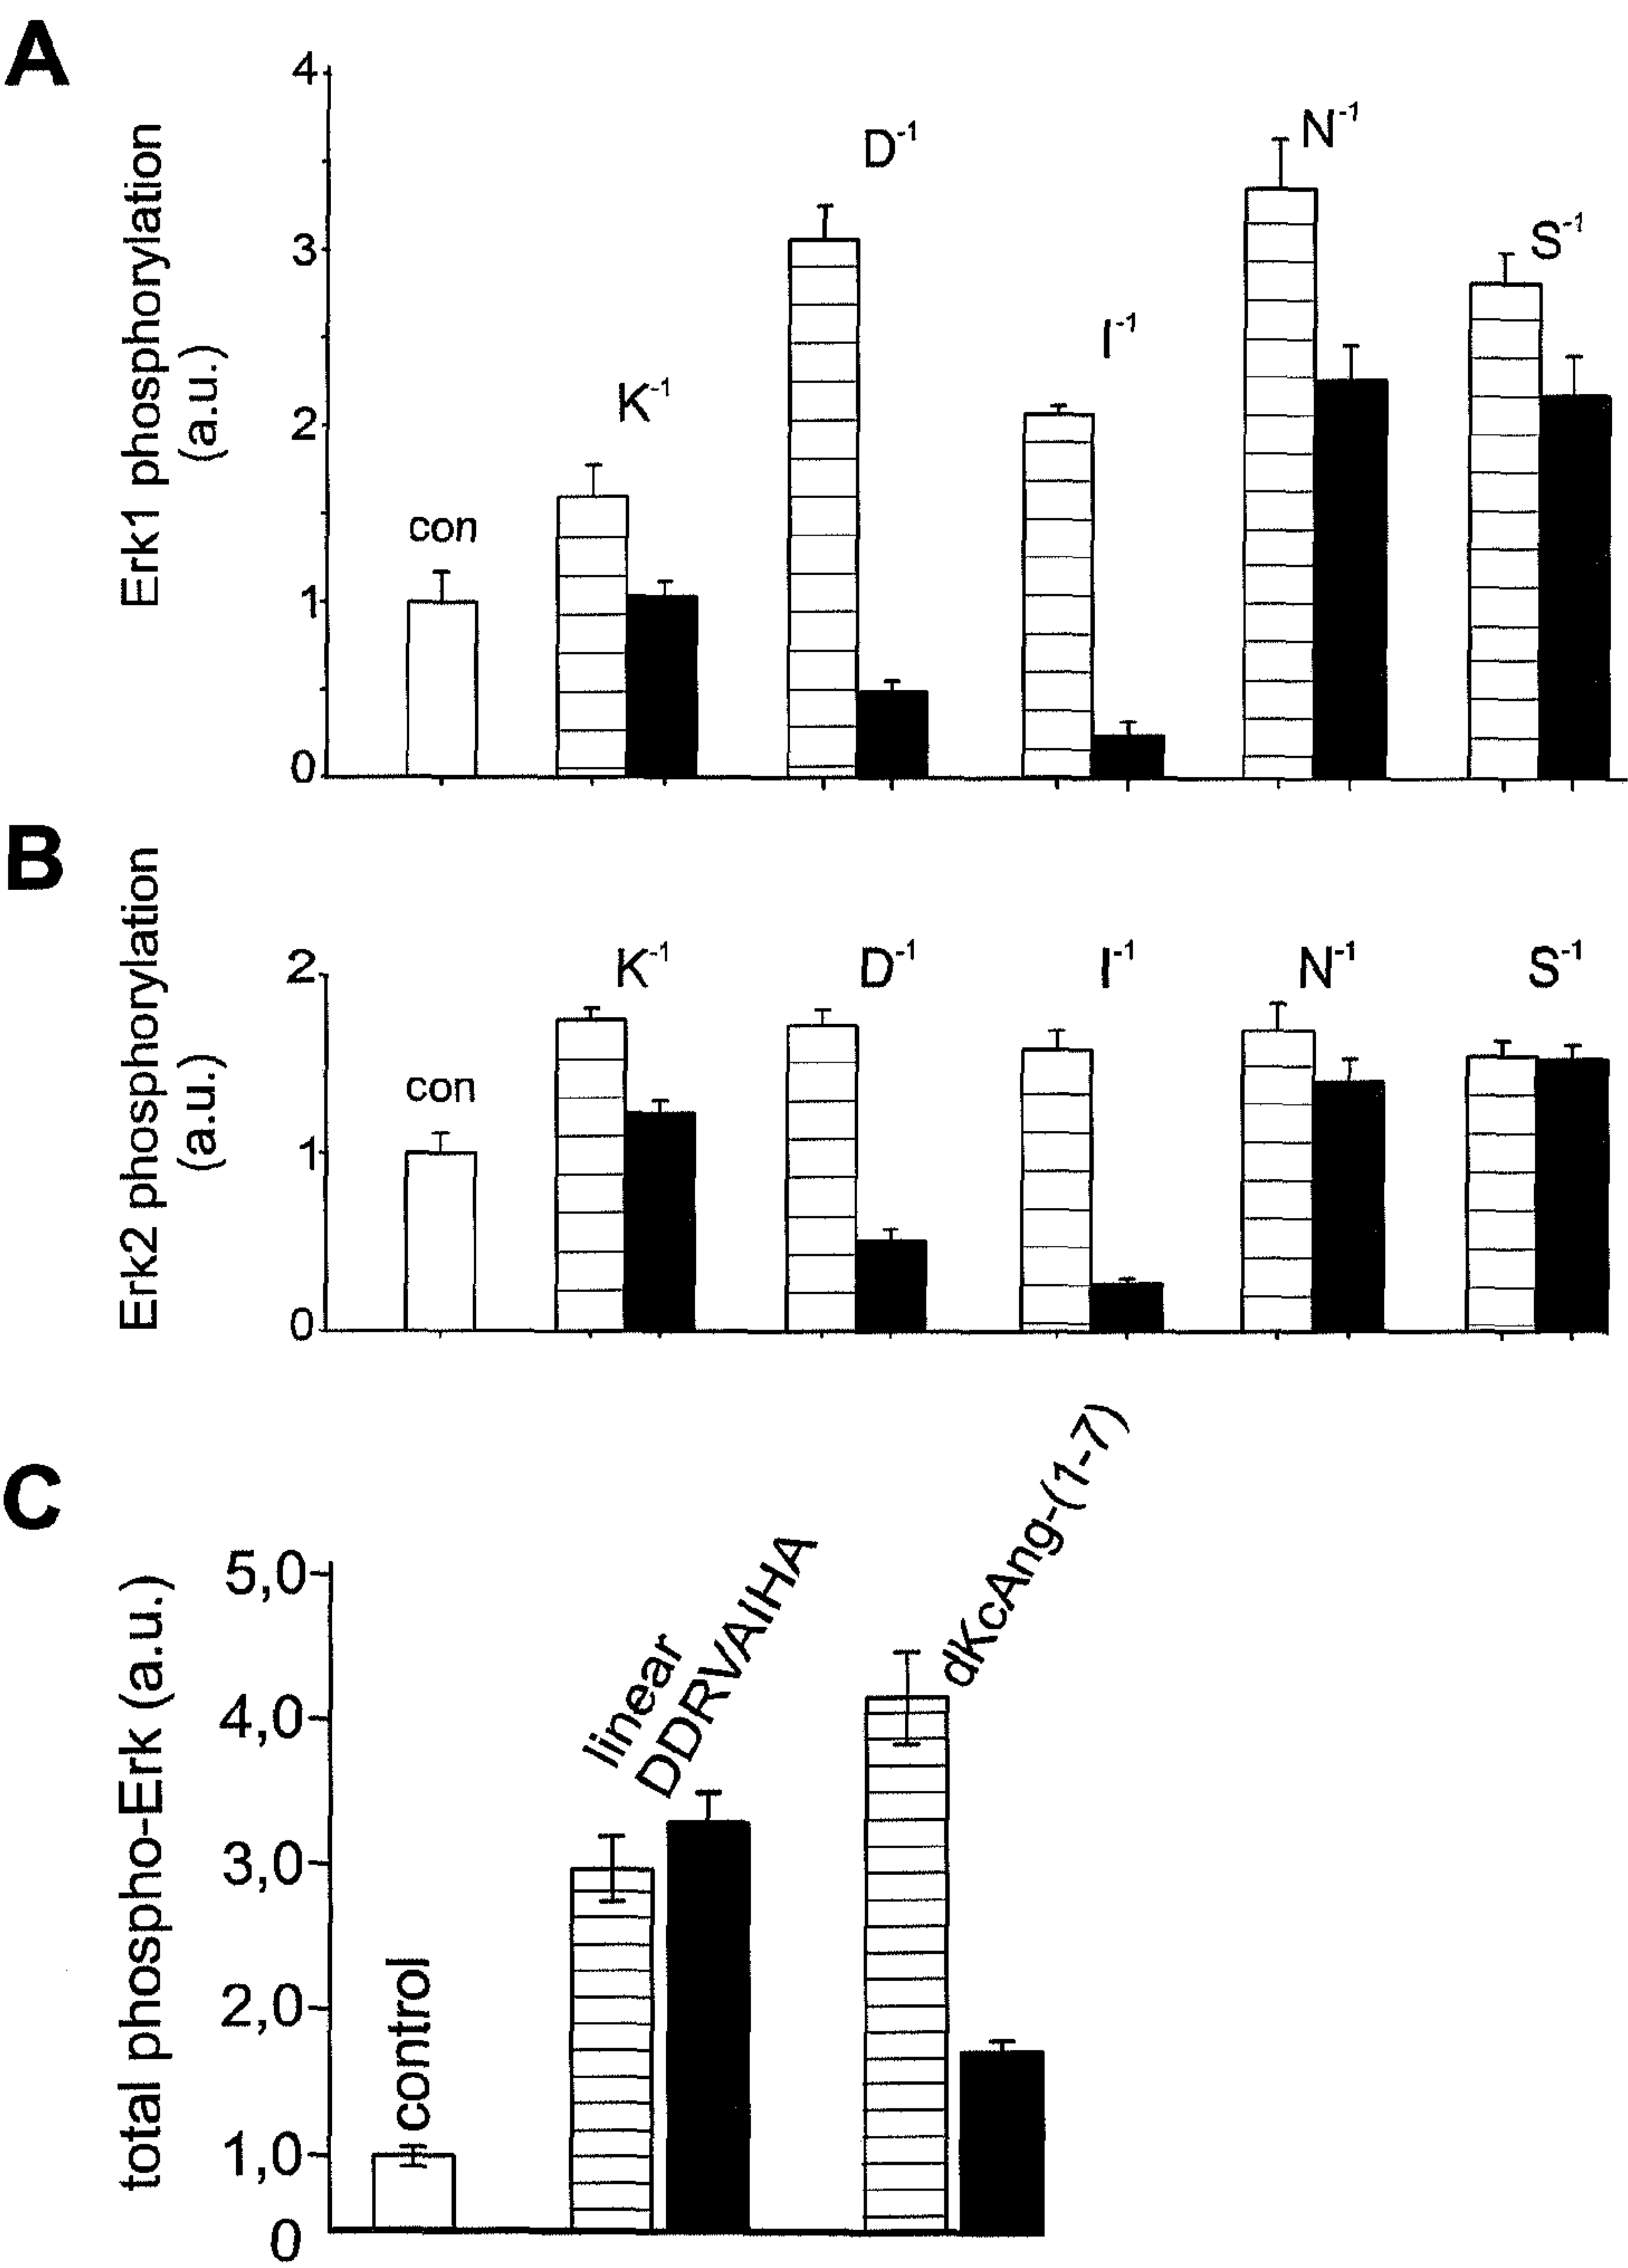 A
Erk1 phosphorylation
(a.u.)
4
3
2
1
0
con
K-1
D-1
I-1
N-1
S-1
B
Erk2 phosphorylation
(a.u.)
2
1
0
con
K-1
D-1
I-1
N-1
S-1
C
total phospho-Erk (a.u.)
5,0
4,0
3,0
2,0
1,0
0
control
linear
DDRVAIHA
dKcAng-(1-7)